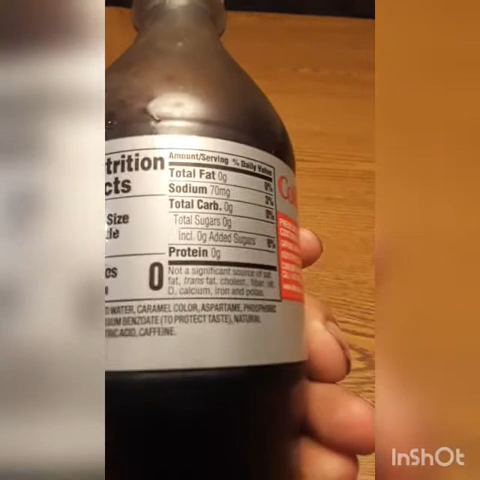 trition
cts
Size
Amount/Serving % Daily Value
Total Fat 0g 0%
Sodium 70mg 3%
Total Carb. 0g 0%
Total Sugars 0g
Incl. 0g Added Sugars 0%
Protein 0g
0
Not a significant source of sat.
fat, trans fat, cholest., fiber, vit.
D, calcium, iron and potas.
WATER, CARAMEL COLOR, ASPARTAME, PHOSPHORIC
BENZOATE (TO PROTECT TASTE), NATURAL
ACID, CAFFEINE.
InShOt